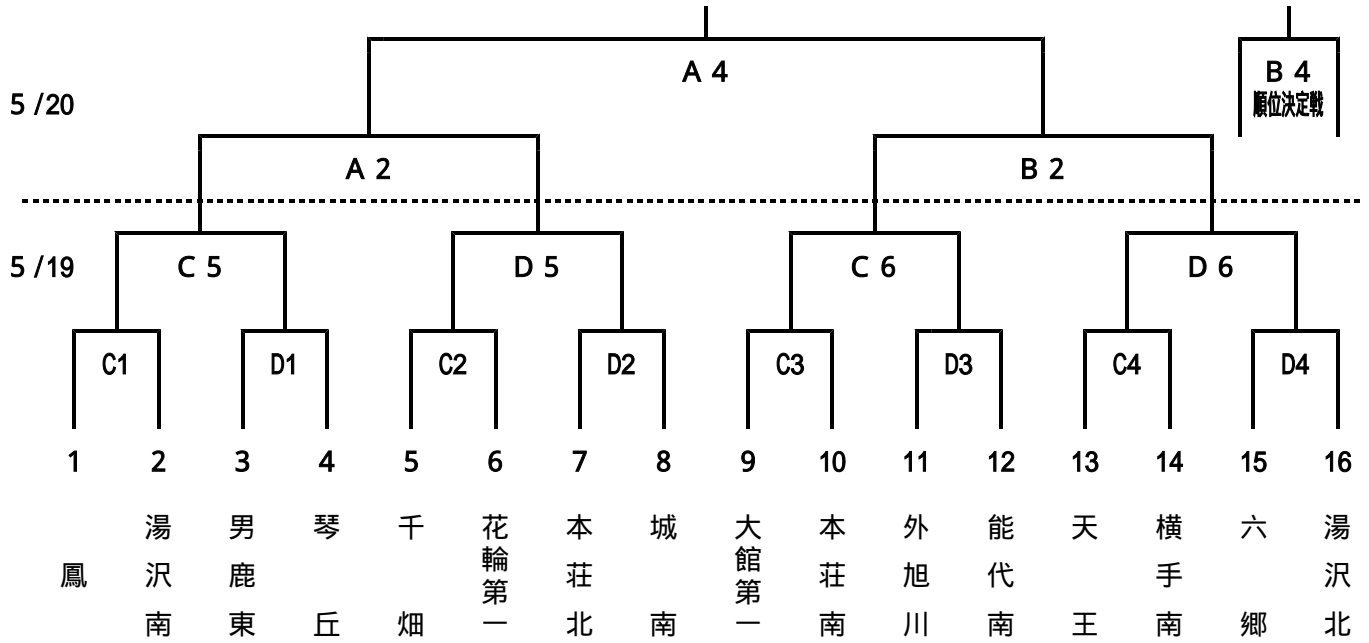 A 4
B 4
順位決定戦
5 /20
A 2
B 2
5 /19
C 5
D 5
C 6
D 6
C1
D1
C2
D2
C3
D3
C4
D4
1
2
3
4
5
6
7
8
9
10
11
12
13
14
15
16
鳳
湯沢南
男鹿東
琴丘
千畑
花輪第一
本荘北
城南
大館第一
本荘南
外旭川
能代南
天王
横手南
六郷
湯沢北